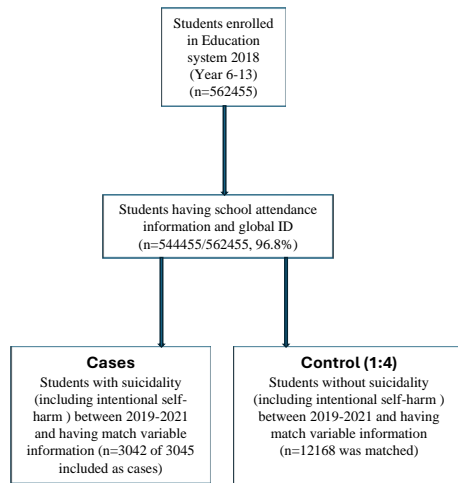 Students enrolled
in Education
system 2018
(Year 6-13)
(n=562455)
Students having school attendance
information and global ID
(n=544455/562455, 96.8%)
Cases
Students with suicidality
(including intentional self-
harm ) between 2019-2021
and having match variable
information (n=3042 of 3045
included as cases)
Control (1:4)
Students without suicidality
(including intentional self-harm )
between 2019-2021 and having
match variable information
(n=12168 was matched)